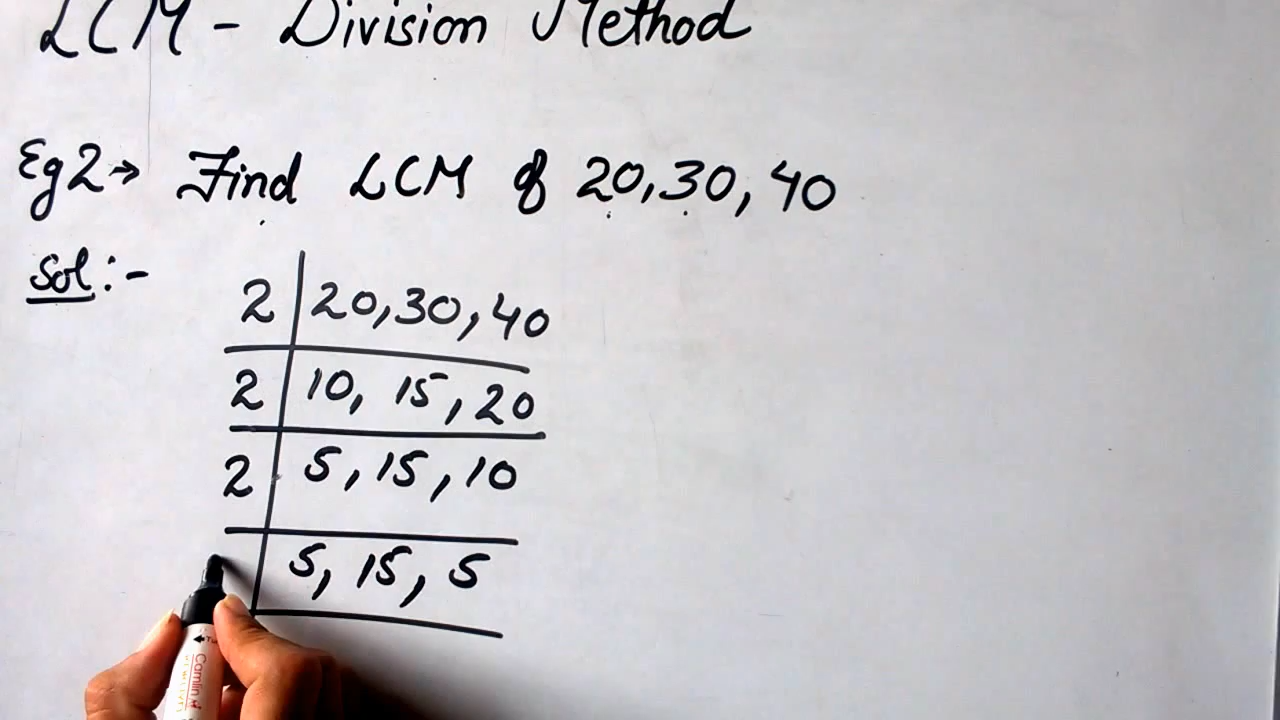 LCM - Division Method
Eg2→ Find LCM of 20,30,40
Sol:-
2 | 20,30,40
2 | 10, 15, 20
2 | 5, 15, 10
5, 15, 5
Camlin